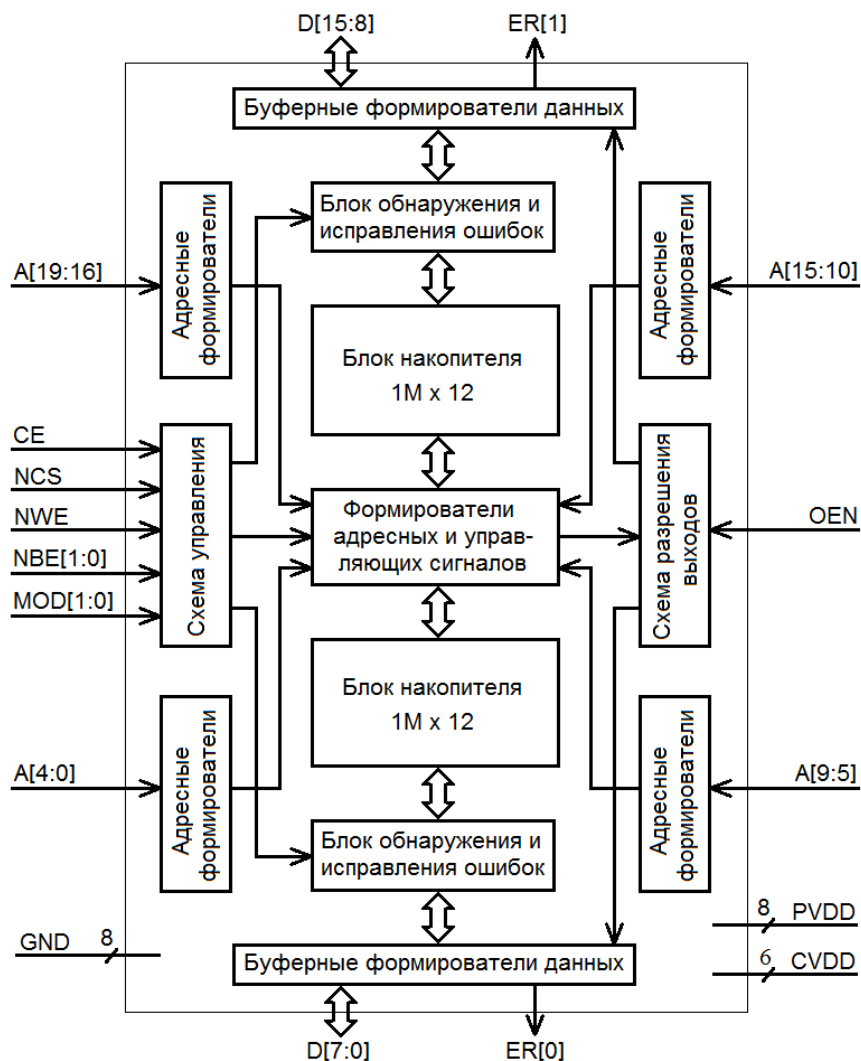 D[15:8]
ER[1]
Буферные формирователи данных
Адресные
формирователи
Блок обнаружения и
исправления ошибок
Адресные
формирователи
A[19:16]
A[15:10]
Блок накопителя
1М х 12
CE
NCS
NWE
NBE[1:0]
MOD[1:0]
Схема управления
Формирователи
адресных и управ-
ляющих сигналов
Схема разрешения
выходов
OEN
Блок накопителя
1М х 12
A[4:0]
Адресные
формирователи
Адресные
формирователи
A[9:5]
Блок обнаружения и
исправления ошибок
GND
8
8
PVDD
6
CVDD
Буферные формирователи данных
D[7:0]
ER[0]